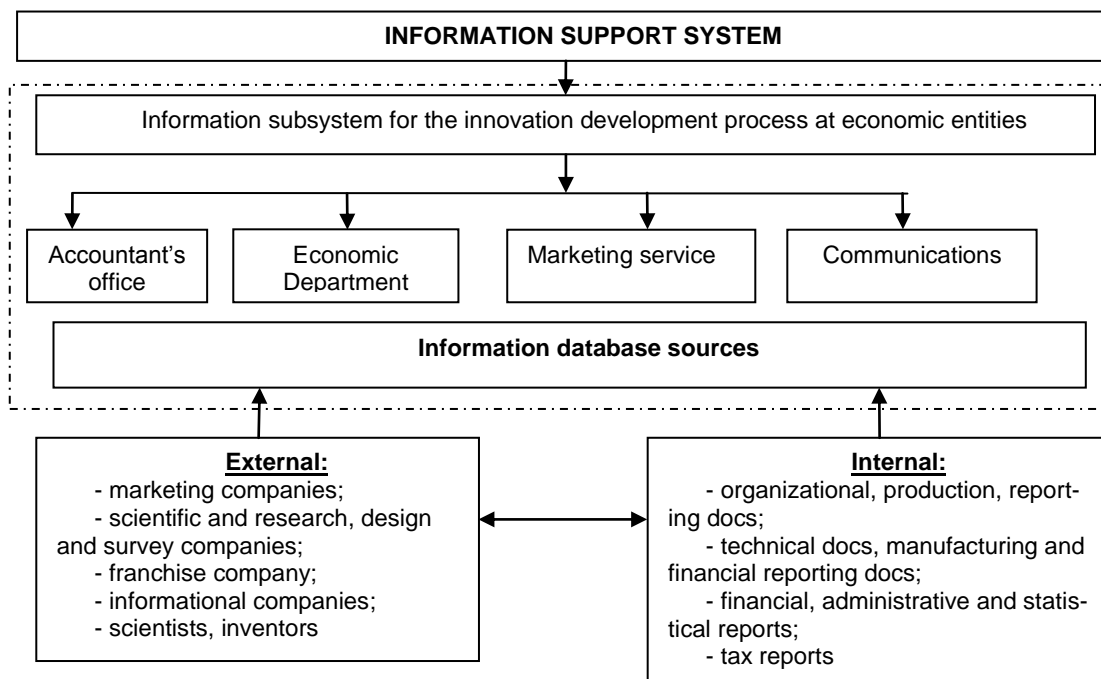 INFORMATION SUPPORT SYSTEM
Information subsystem for the innovation development process at economic entities
Accountant's
office
Economic
Department
Marketing service
Communications
Information database sources
External:
- marketing companies;
- scientific and research, design
and survey companies;
- franchise company;
- informational companies;
- scientists, inventors
Internal:
- organizational, production, report-
ing docs;
- technical docs, manufacturing and
financial reporting docs;
- financial, administrative and statis-
tical reports;
- tax reports